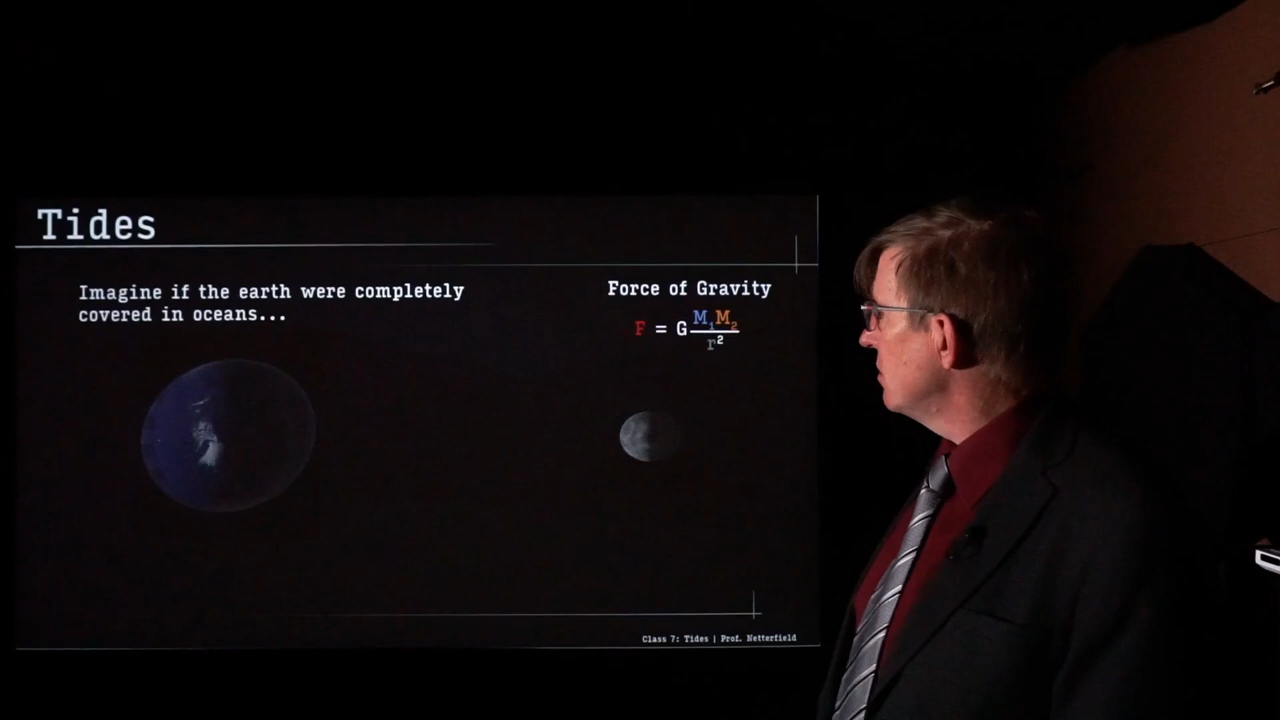 Tides
Imagine if the earth were completely
covered in oceans...
Force of Gravity
F = G M₁M₂
r²
Class 7: Tides | Prof. Netterfield